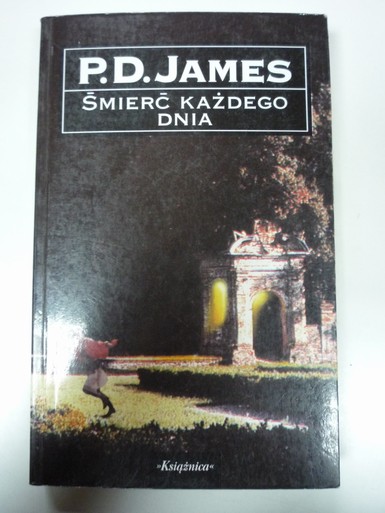 P.D. JAMES
ŚMIERĆ KAŻDEGO
DNIA
»Książnica«